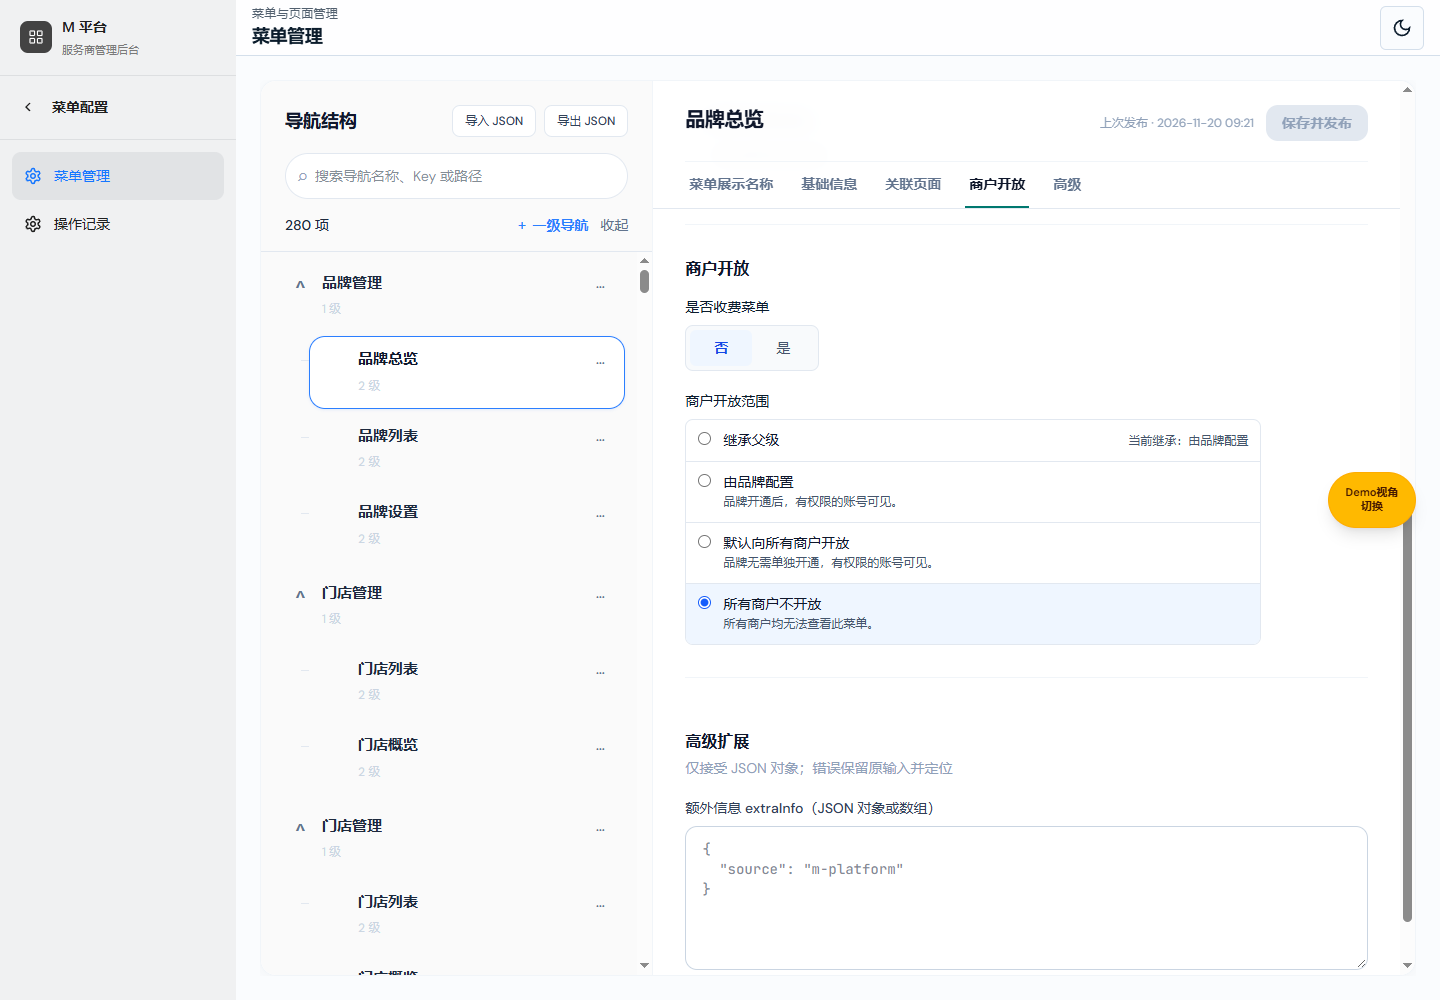 M 平台
服务商管理后台
菜单配置
菜单管理
操作记录
菜单与页面管理
菜单管理
导航结构
导入 JSON
导出 JSON
搜索导航名称、Key 或路径
280 项
+ 一级导航
收起
品牌管理
...
1 级
品牌总览
...
2 级
品牌列表
...
2 级
品牌设置
...
2 级
门店管理
...
1 级
门店列表
...
2 级
门店概览
...
2 级
门店管理
...
1 级
门店列表
...
2 级
门店概览
品牌总览
上次发布 · 2026-11-20 09:21
保存并发布
菜单展示名称
基础信息
关联页面
商户开放
高级
商户开放
是否收费菜单
否
是
商户开放范围
继承父级
当前继承：由品牌配置
由品牌配置
品牌开通后，有权限的账号可见。
默认向所有商户开放
品牌无需单独开通，有权限的账号可见。
所有商户不开放
所有商户均无法查看此菜单。
Demo视角
切换
高级扩展
仅接受 JSON 对象；错误保留原输入并定位
额外信息 extraInfo（JSON 对象或数组）
{
"source": "m-platform"
}